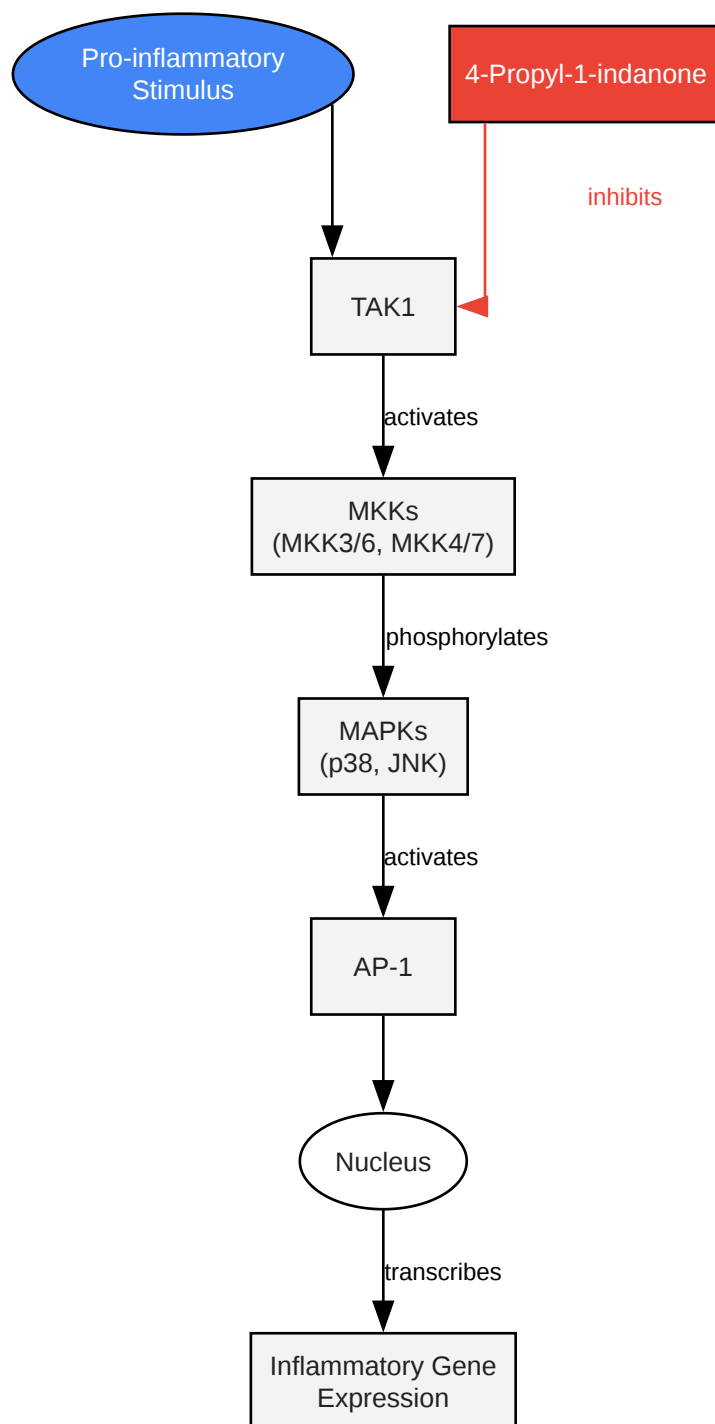 Pro-inflammatory
Stimulus
4-Propyl-1-indanone
inhibits
TAK1
activates
MKKs
(MKK3/6, MKK4/7)
phosphorylates
MAPKs
(p38, JNK)
activates
AP-1
Nucleus
transcribes
Inflammatory Gene
Expression